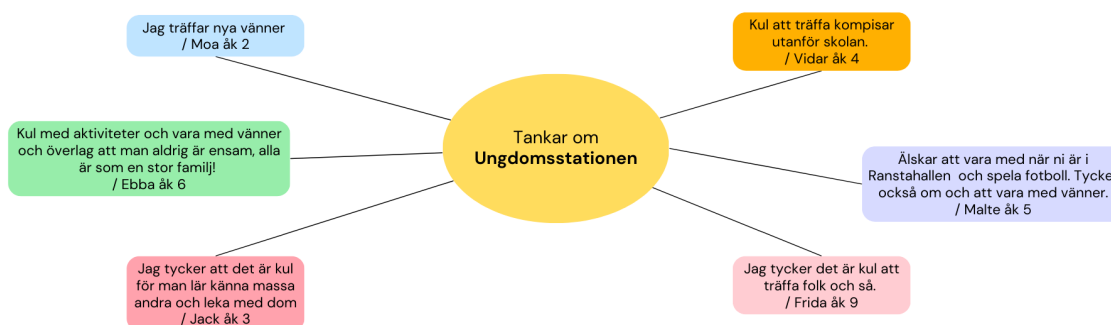 Jag träffar nya vänner
/ Moa åk 2
Kul att träffa kompisar
utanför skolan.
/ Vidar åk 4
Tankar om
Ungdomsstationen
Kul med aktiviteter och vara med vänner
och överlag att man aldrig är ensam, alla
är som en stor familj!
/ Ebba åk 6
Älskar att vara med när ni är i
Ranstahallen och spela fotboll. Tycke
också om och att vara med vänner.
/ Malte åk 5
Jag tycker att det är kul
för man lär känna massa
andra och leka med dom
/ Jack åk 3
Jag tycker det är kul att
träffa folk och så.
/ Frida åk 9